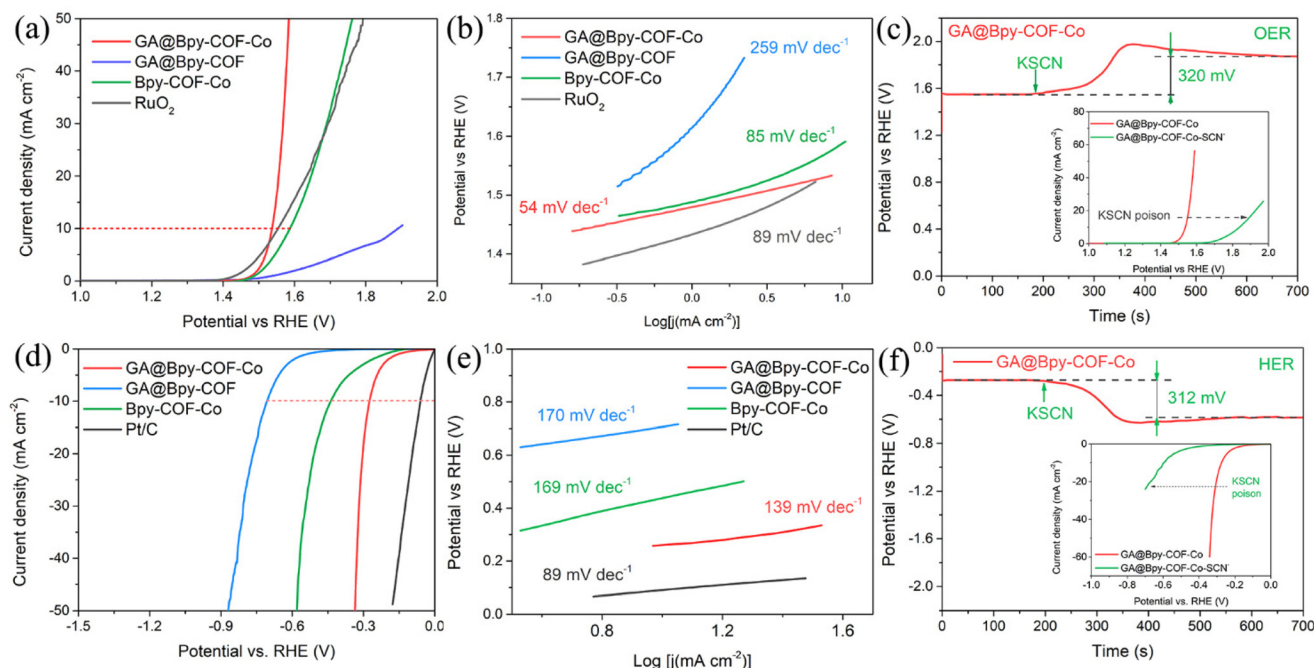 (a)
50
40
30
20
10
0
Current density (mA cm⁻²)
GA@Bpy-COF-Co
GA@Bpy-COF
Bpy-COF-Co
RuO₂
1.0
1.2
1.4
1.6
1.8
2.0
Potential vs RHE (V)
(b)
1.8
1.7
1.6
1.5
1.4
Potential vs RHE (V)
GA@Bpy-COF-Co
GA@Bpy-COF
Bpy-COF-Co
RuO₂
259 mV dec⁻¹
85 mV dec⁻¹
54 mV dec⁻¹
89 mV dec⁻¹
-1.0
-0.5
0.0
0.5
1.0
Log[j(mA cm⁻²)]
(c)
2.4
2.1
1.8
1.5
1.2
0.9
0.6
0.3
0.0
Potential vs RHE (V)
GA@Bpy-COF-Co
OER
KSCN
320 mV
80
60
40
20
0
Current density (mA cm⁻²)
GA@Bpy-COF-Co
GA@Bpy-COF-Co-SCN⁻
KSCN poison
1.0
1.2
1.4
1.6
1.8
2.0
Potential vs RHE (V)
0
100
200
300
400
500
600
700
Time (s)
(d)
0
-10
-20
-30
-40
-50
Current density (mA cm⁻²)
GA@Bpy-COF-Co
GA@Bpy-COF
Bpy-COF-Co
Pt/C
-0.9
-0.6
-0.3
0.0
Potential vs. RHE (V)
(e)
1.0
0.8
0.6
0.4
0.2
0.0
Potential vs RHE (V)
GA@Bpy-COF-Co
GA@Bpy-COF
Bpy-COF-Co
Pt/C
170 mV dec⁻¹
169 mV dec⁻¹
139 mV dec⁻¹
89 mV dec⁻¹
0.8
1.2
1.6
Log [j(mA cm⁻²)]
(f)
0.0
-0.3
-0.6
-0.9
-1.2
-1.5
-1.8
-2.1
Potential vs RHE (V)
GA@Bpy-COF-Co
HER
KSCN
312 mV
0
-20
-40
-60
Current density (mA cm⁻²)
KSCN
poison
GA@Bpy-COF-Co
GA@Bpy-COF-Co-SCN⁻
-1.0
-0.8
-0.6
-0.4
-0.2
0.0
Potential vs. RHE (V)
0
100
200
300
400
500
600
700
Time (s)